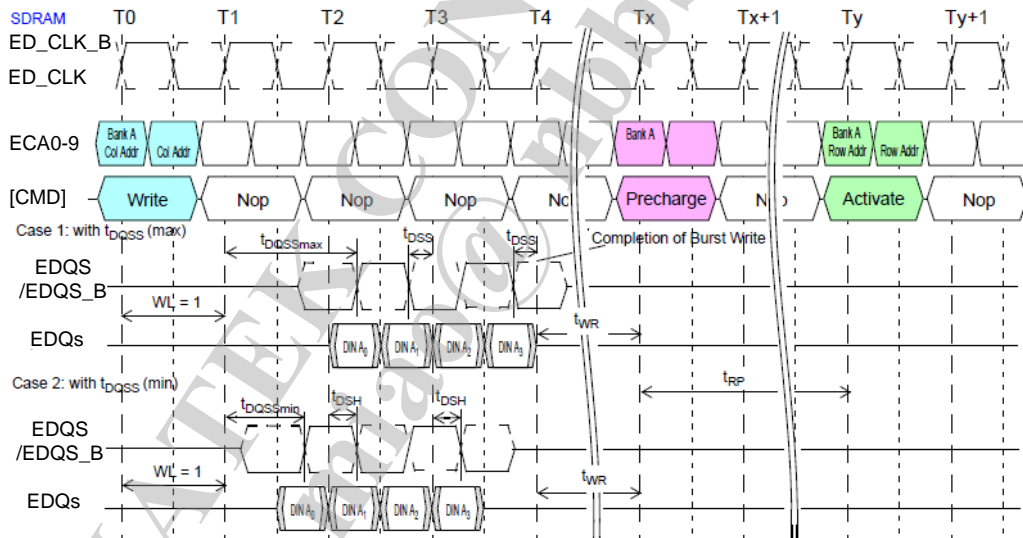 SDRAM T0 T1 T2 T3 T4 Tx Tx+1 Ty Ty+1
ED_CLK_B
ED_CLK
ECA0-9 Bank A Col Addr Col Addr Bank A Bank A Row Addr Row Addr
[CMD] Write Nop Nop Nop Precharge Activate Nop
Case 1: with tDQSS (max)
tDQSSmax tDSS tDSS Completion of Burst Write
EDQS
/EDQS_B
WL = 1
tWR
EDQs DIN A0 DIN A1 DIN A2 DIN A3
Case 2: with tDQSS (min)
tRP
tDQSSmin tDSH tDSH
EDQS
/EDQS_B
WL = 1
tWR
EDQs DIN A0 DIN A1 DIN A2 DIN A3